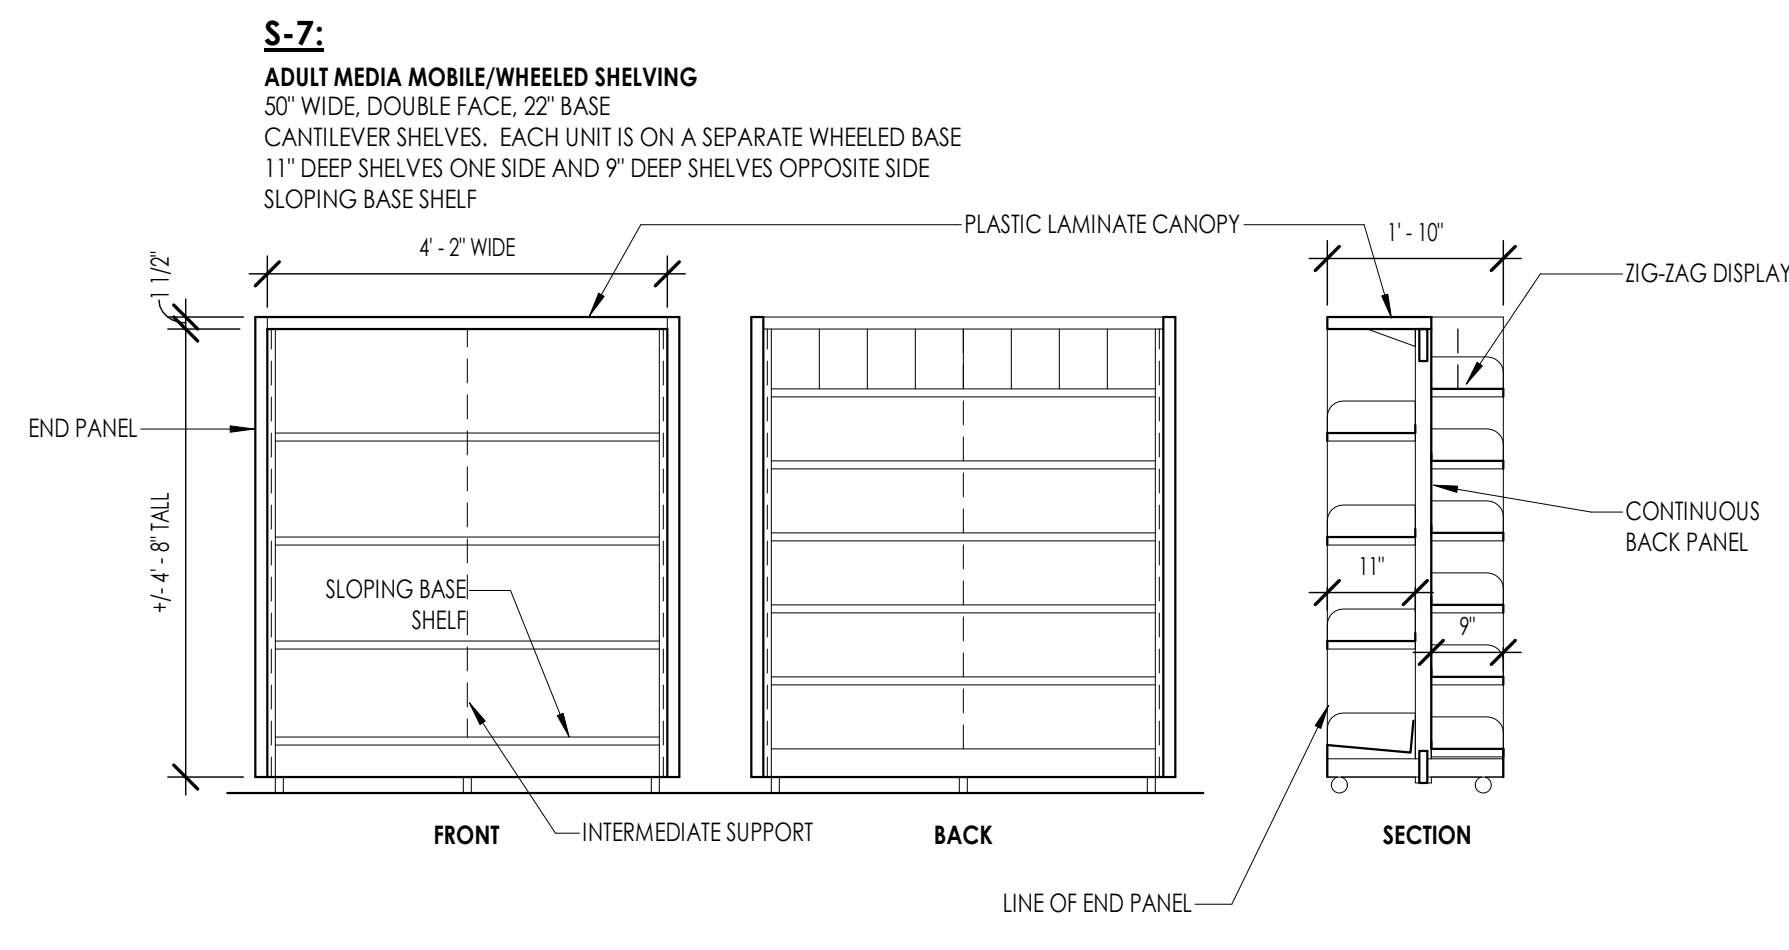 S-7:
ADULT MEDIA MOBILE/WHEELED SHELVING
50" WIDE, DOUBLE FACE, 22" BASE
CANTILEVER SHELVES. EACH UNIT IS ON A SEPARATE WHEELED BASE
11" DEEP SHELVES ONE SIDE AND 9" DEEP SHELVES OPPOSITE SIDE
SLOPING BASE SHELF
PLASTIC LAMINATE CANOPY
4' - 2" WIDE
1' - 10"
1 1/2"
ZIG-ZAG DISPLAY
END PANEL
+/- 4' - 8" TALL
CONTINUOUS
BACK PANEL
11"
SLOPING BASE
SHELF
9"
FRONT
INTERMEDIATE SUPPORT
BACK
SECTION
LINE OF END PANEL